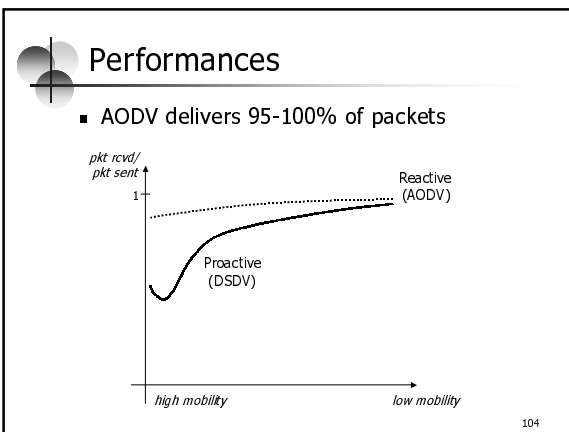 Performances
AODV delivers 95-100% of packets
pkt rcvd/
pkt sent
1
Reactive
(AODV)
Proactive
(DSDV)
high mobility
low mobility
104